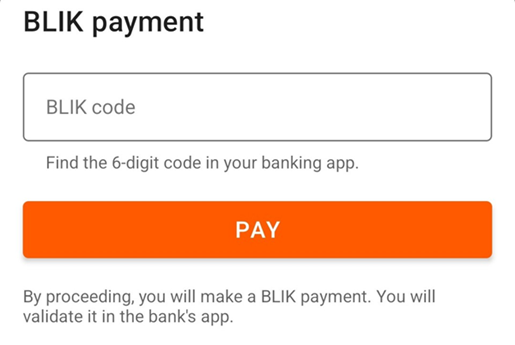 BLIK payment
BLIK code
Find the 6-digit code in your banking app.
PAY
By proceeding, you will make a BLIK payment. You will
validate it in the bank's app.